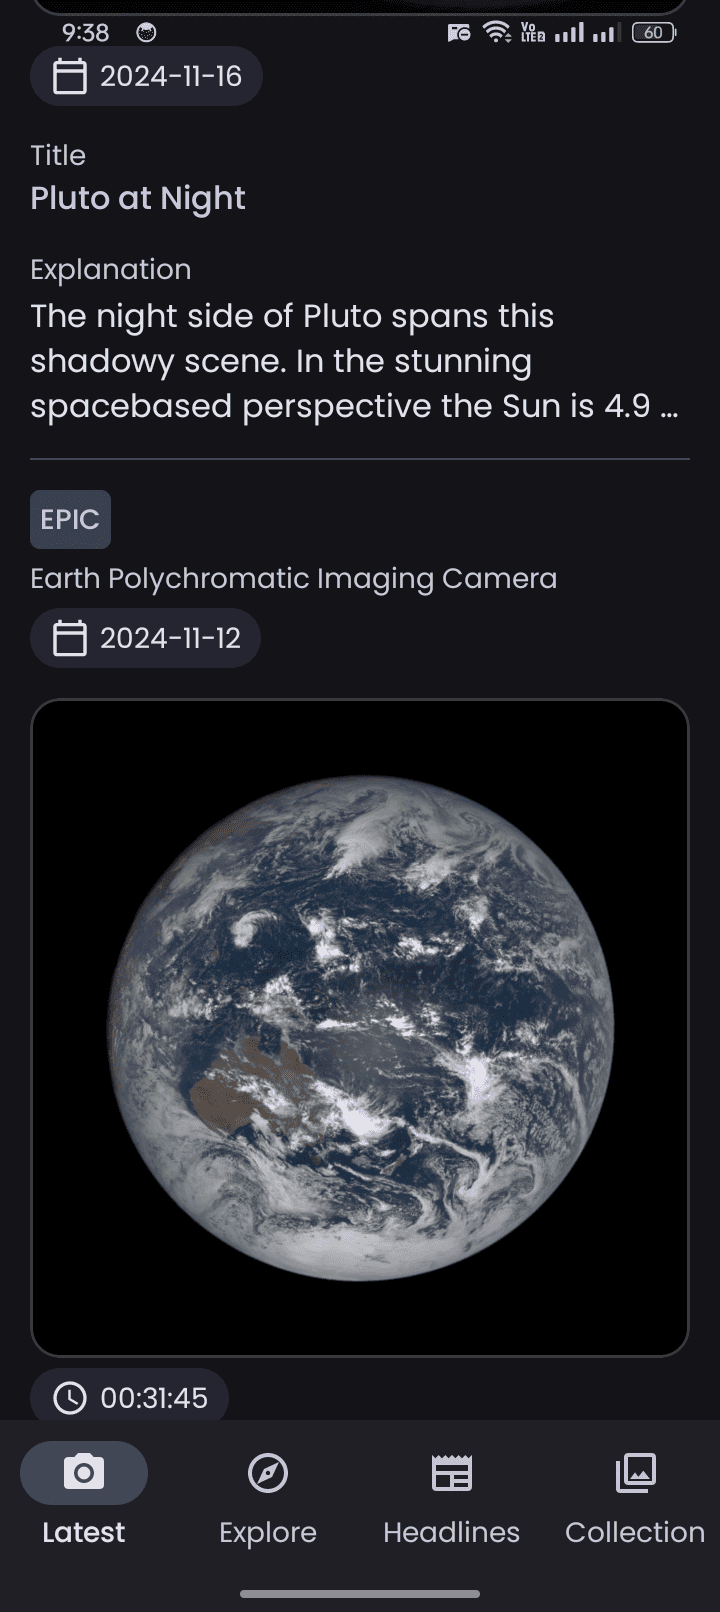 9:38
Vo
LTE2
60
2024-11-16
Title
Pluto at Night
Explanation
The night side of Pluto spans this
shadowy scene. In the stunning
spacebased perspective the Sun is 4.9 ...
EPIC
Earth Polychromatic Imaging Camera
2024-11-12
00:31:45
Latest
Explore
Headlines
Collection